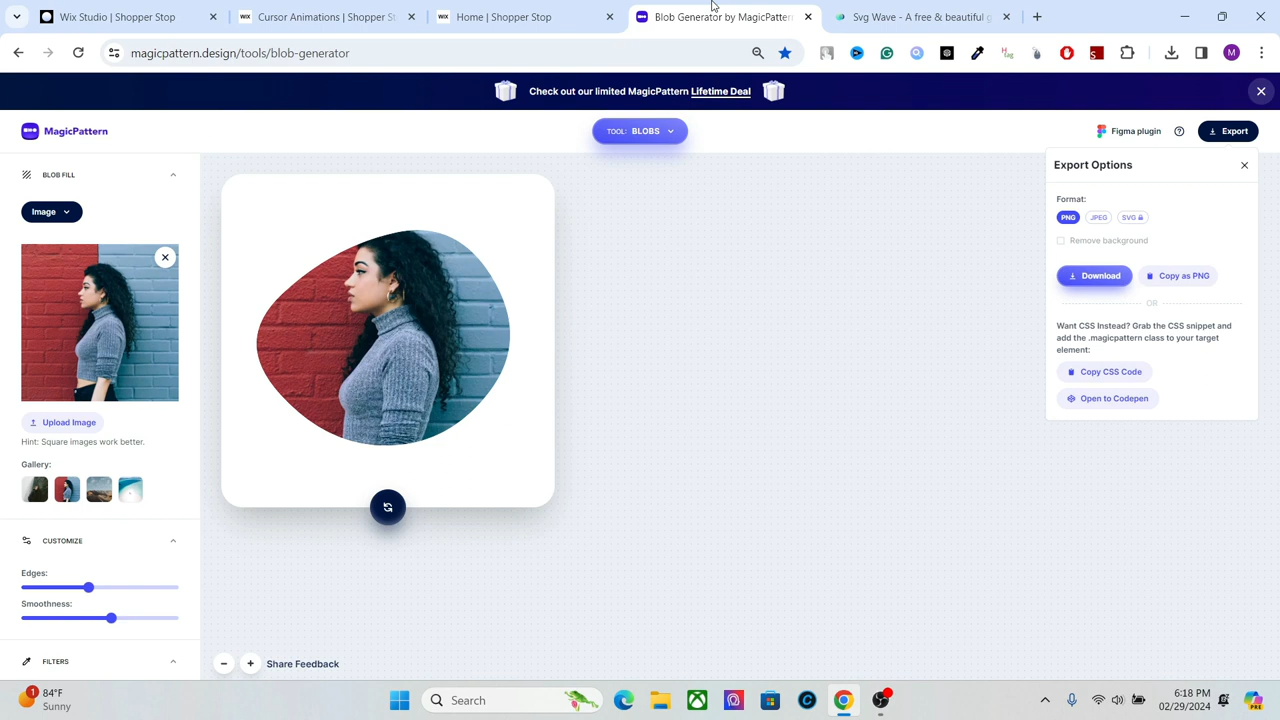 Wix Studio | Shopper Stop
WIX Cursor Animations | Shopper S
WIX Home | Shopper Stop
Blob Generator by MagicPattern
Svg Wave - A free & beautiful g
magicpattern.design/tools/blob-generator
M
Check out our limited MagicPattern Lifetime Deal
MagicPattern
TOOL: BLOBS
Figma plugin
Export
BLOB FILL
Export Options
Format:
Image
PNG JPEG SVG
Remove background
Download Copy as PNG
OR
Want CSS Instead? Grab the CSS snippet and
add the .magicpattern class to your target
element:
Copy CSS Code
Open to Codepen
Upload Image
Hint: Square images work better.
Gallery:
CUSTOMIZE
Edges:
Smoothness:
FILTERS
Share Feedback
1
84°F
Sunny
Search
6:18 PM
02/29/2024
PRE